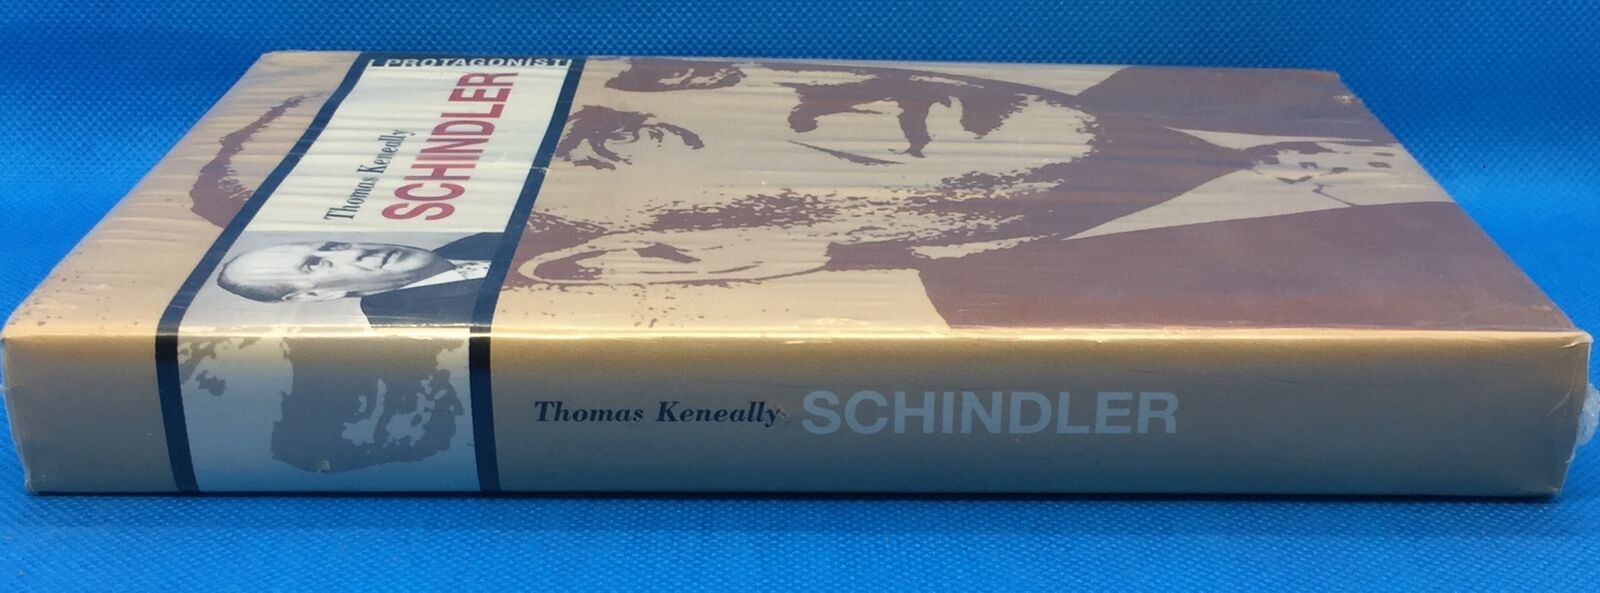 I PROTAGONISTI
Thomas Keneally
SCHINDLER
Thomas Keneally SCHINDLER